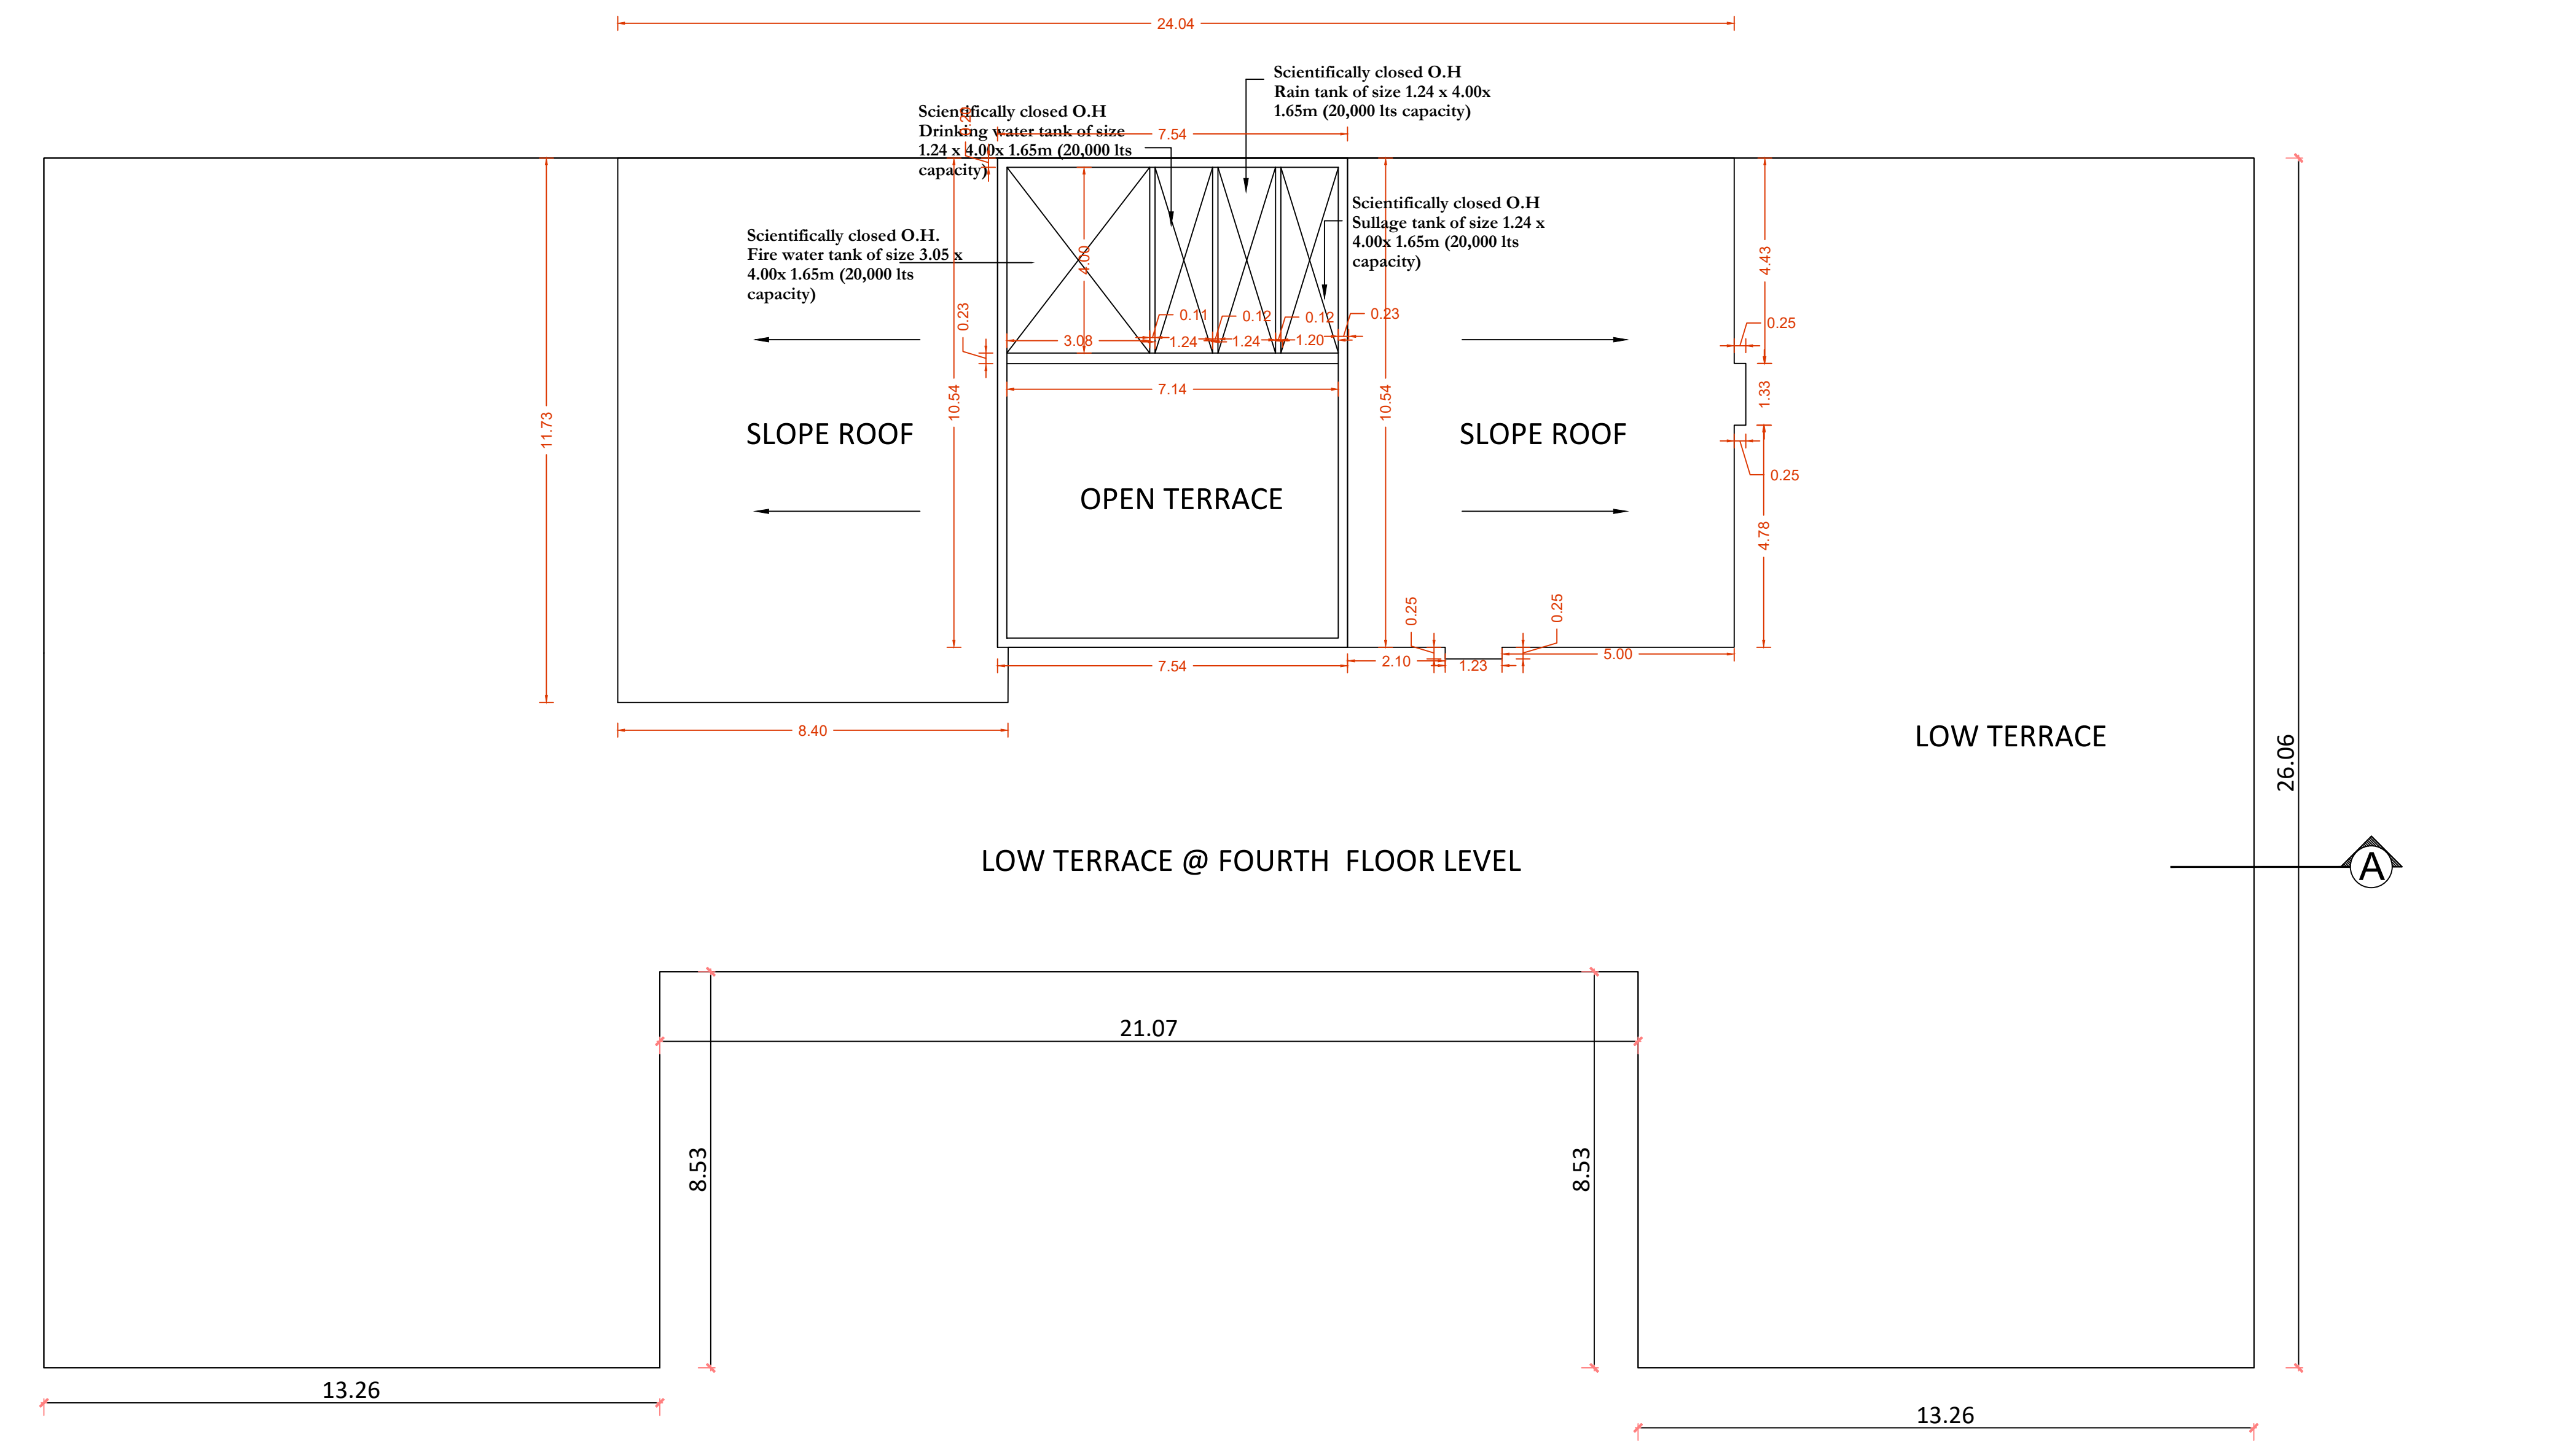 24.04
Scientifically closed O.H
Rain tank of size 1.24 x 4.00x
1.65m (20,000 lts capacity)
Scientifically closed O.H
Drinking water tank of size
1.24 x 4.00x 1.65m (20,000 lts
capacity)
7.54
Scientifically closed O.H
Sullage tank of size 1.24 x
4.00x 1.65m (20,000 lts
capacity)
Scientifically closed O.H.
Fire water tank of size 3.05 x
4.00x 1.65m (20,000 lts
capacity)
4.00
4.43
0.23
0.11
0.12
0.12
0.23
0.25
3.08
1.24
1.24
1.20
7.14
10.54
10.54
1.33
11.73
SLOPE ROOF
SLOPE ROOF
0.25
OPEN TERRACE
4.78
0.25
0.25
7.54
2.10
1.23
5.00
8.40
LOW TERRACE
26.06
LOW TERRACE @ FOURTH FLOOR LEVEL
A
21.07
8.53
8.53
13.26
13.26